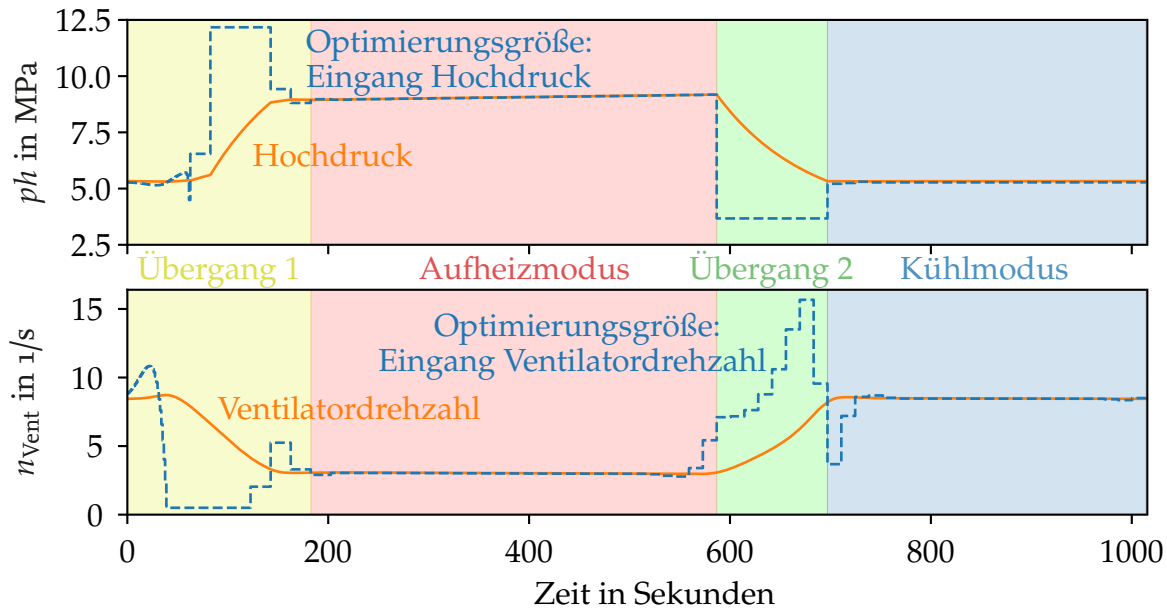 12.5
10.0
7.5
5.0
2.5
ph in MPa
Optimierungsgröße:
Eingang Hochdruck
Hochdruck
Übergang 1
Aufheizmodus
Übergang 2
Kühlmodus
15
10
5
0
nVent in 1/s
Optimierungsgröße:
Eingang Ventilatordrehzahl
Ventilatordrehzahl
0 200 400 600 800 1000
Zeit in Sekunden